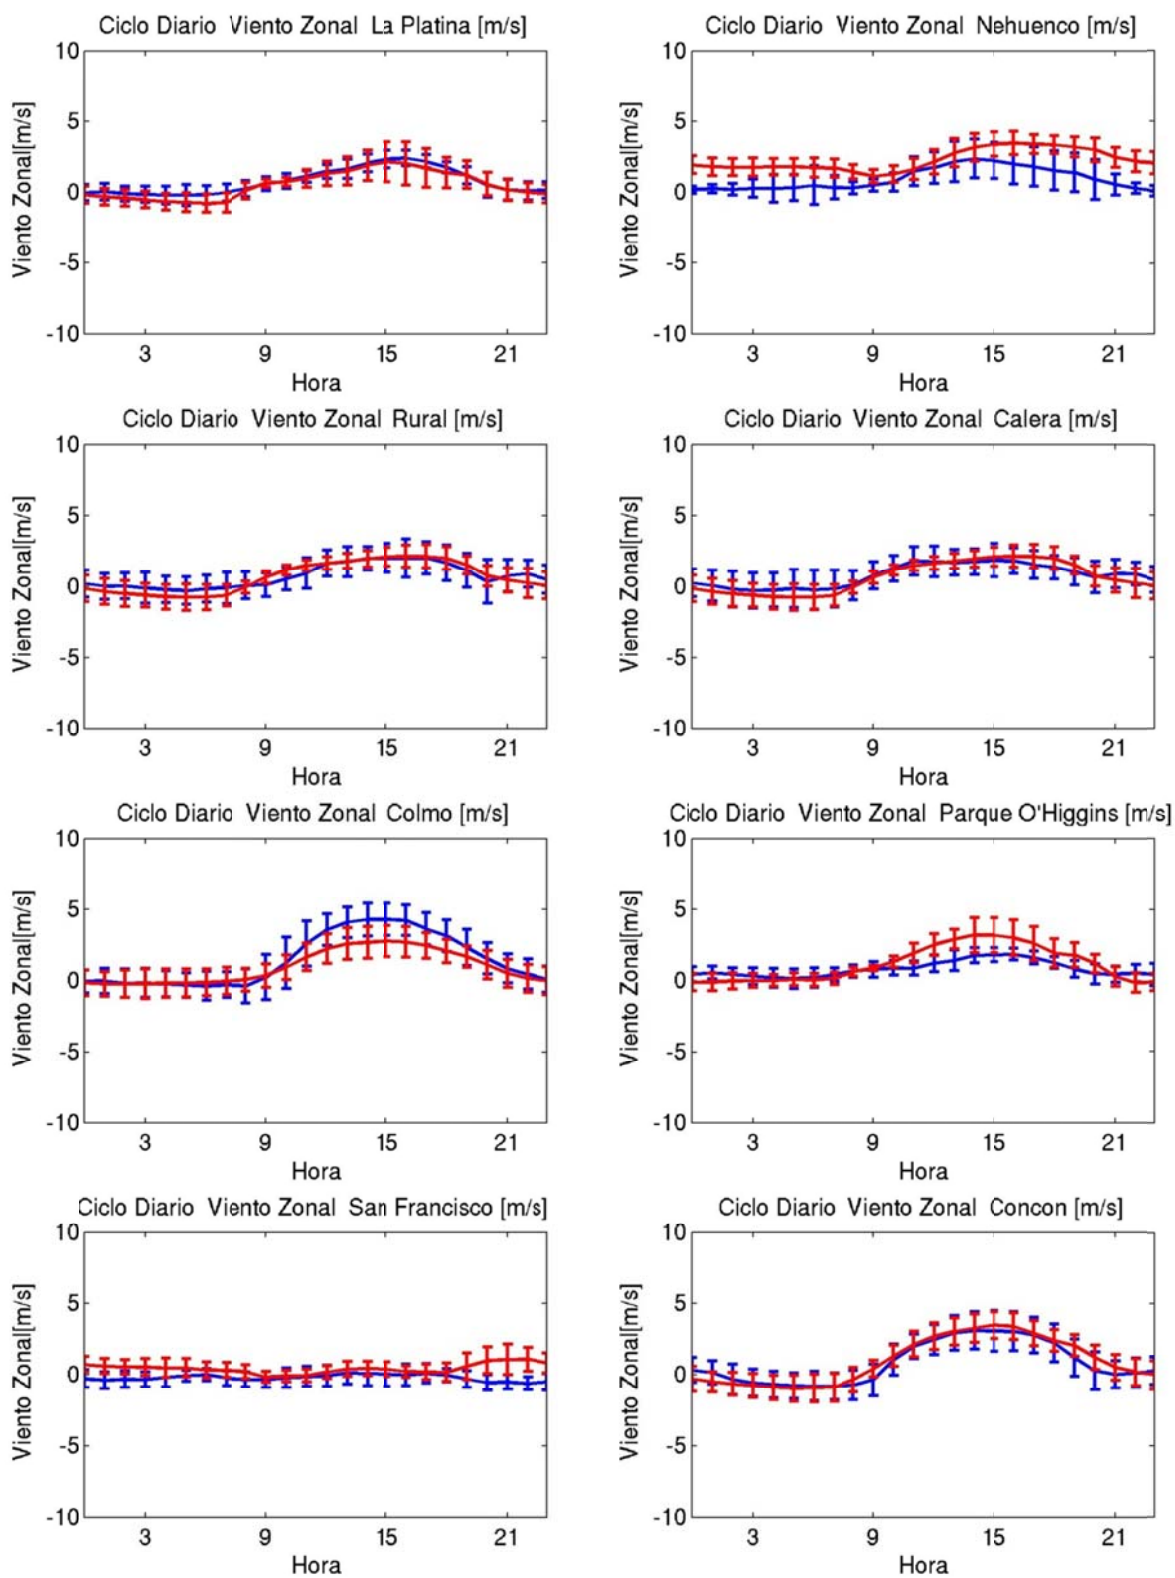 Ciclo Diario Viento Zonal La Platina [m/s]
Viento Zonal[m/s]
10
5
0
-5
-10
3 9 15 21
Hora
Ciclo Diario Viento Zonal Nehuenco [m/s]
Viento Zonal[m/s]
10
5
0
-5
-10
3 9 15 21
Hora
Ciclo Diario Viento Zonal Rural [m/s]
Viento Zonal[m/s]
10
5
0
-5
-10
3 9 15 21
Hora
Ciclo Diario Viento Zonal Calera [m/s]
Viento Zonal[m/s]
10
5
0
-5
-10
3 9 15 21
Hora
Ciclo Diario Viento Zonal Colmo [m/s]
Viento Zonal[m/s]
10
5
0
-5
-10
3 9 15 21
Hora
Ciclo Diario Viento Zonal Parque O'Higgins [m/s]
Viento Zonal[m/s]
10
5
0
-5
-10
3 9 15 21
Hora
Ciclo Diario Viento Zonal San Francisco [m/s]
Viento Zonal[m/s]
10
5
0
-5
-10
3 9 15 21
Hora
Ciclo Diario Viento Zonal Concon [m/s]
Viento Zonal[m/s]
10
5
0
-5
-10
3 9 15 21
Hora